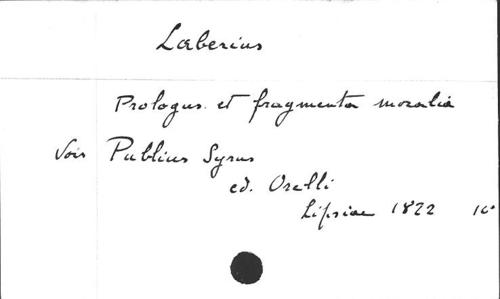 Laberius
Prologus et fragmenta moralia
Voir Publius Syrus
ed. Orelli
Lipsiae 1822 16°